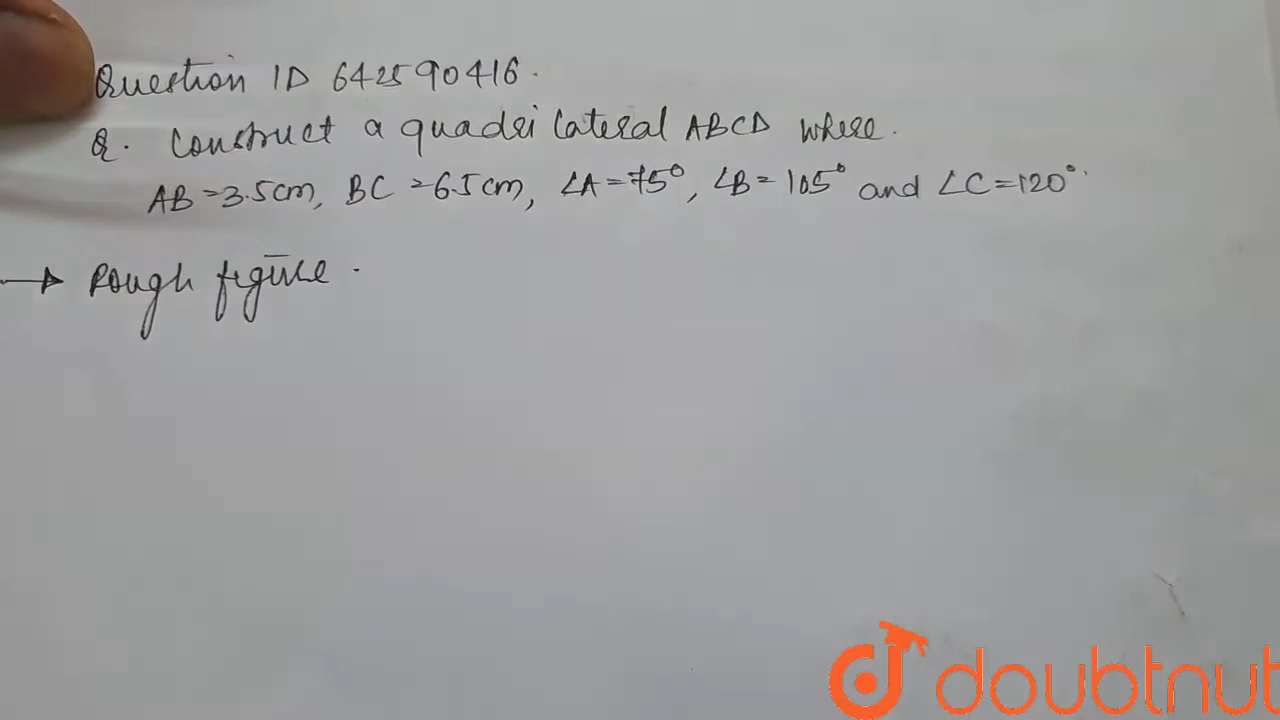 Question ID 642590416.
Q. Construct a quadrilateral ABCD where.
AB = 3.5cm, BC = 6.5cm, ∠A = 75°, ∠B = 105° and ∠C = 120°.
→ Rough figure.
doubtnut